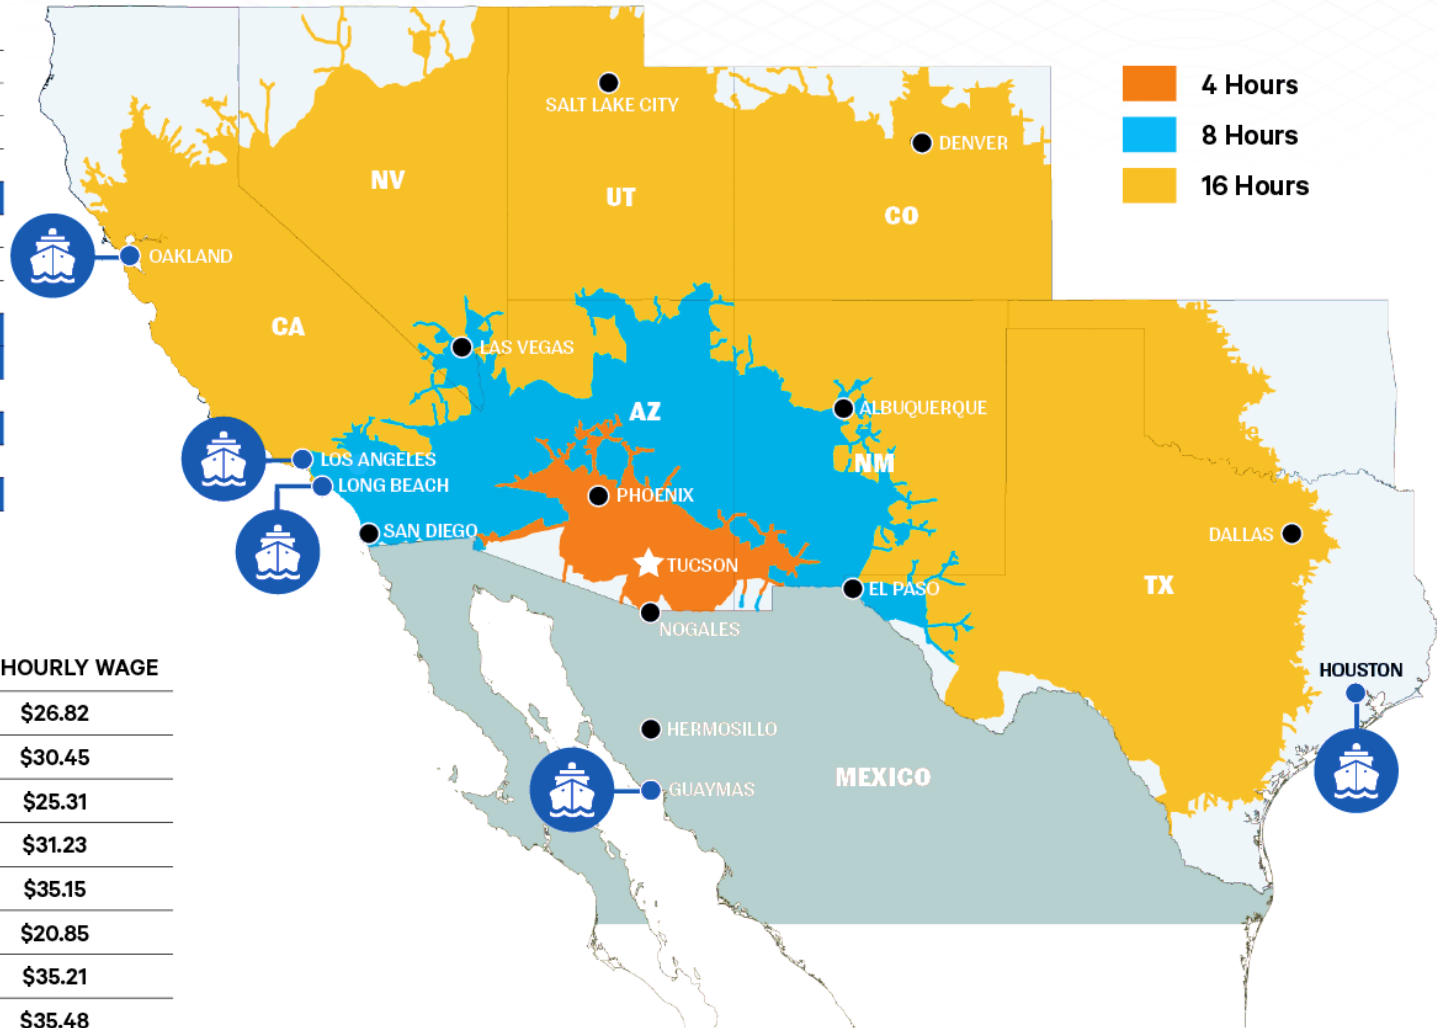 4 Hours
8 Hours
16 Hours
SALT LAKE CITY
DENVER
NV
UT
CO
OAKLAND
CA
LAS VEGAS
AZ
ALBUQUERQUE
NM
LOS ANGELES
LONG BEACH
PHOENIX
SAN DIEGO
DALLAS
TUCSON
EL PASO
TX
NOGALES
HOUSTON
HERMOSILLO
MEXICO
GUAYMAS
HOURLY WAGE
$26.82
$30.45
$25.31
$31.23
$35.15
$20.85
$35.21
$35.48